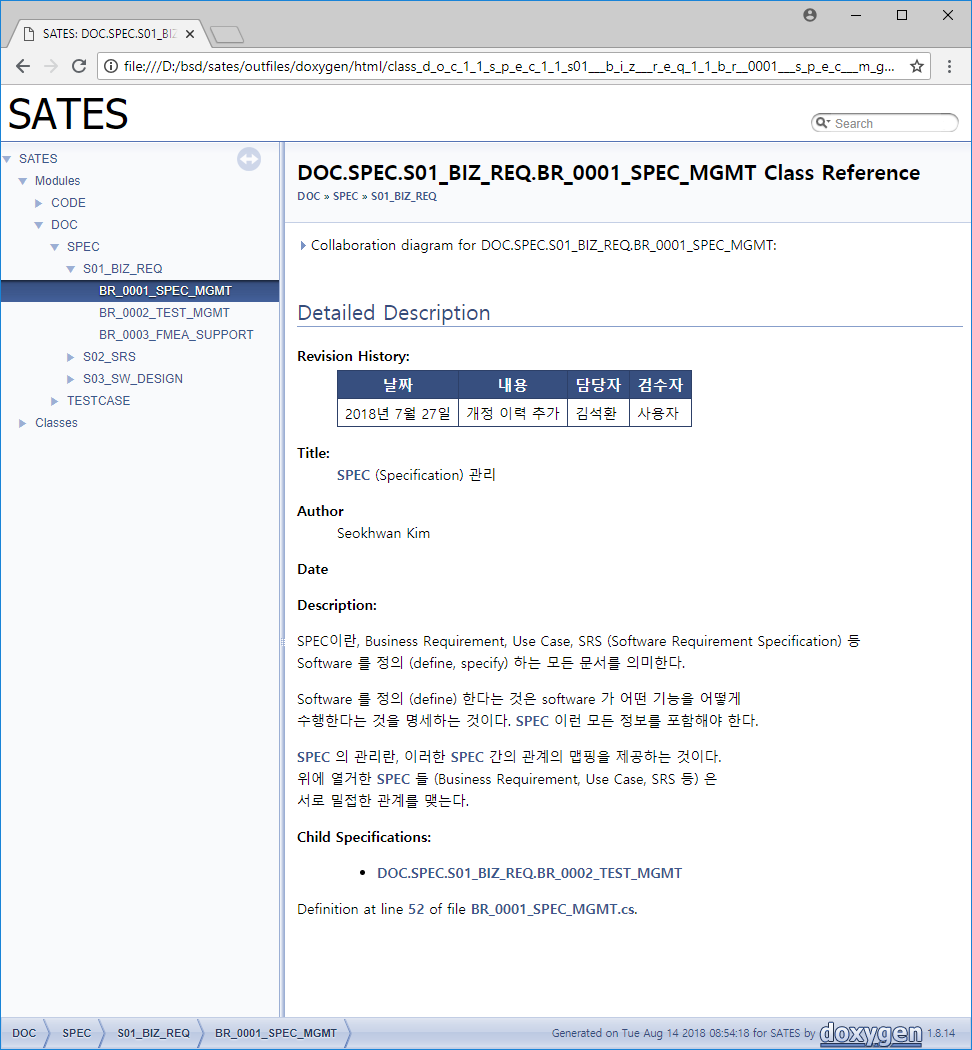 SATES: DOC.SPEC.S01_BIZ
file:///D:/bsd/sates/outfiles/doxygen/html/class_d_o_c_1_1_s_p_e_c_1_1_s01___b_i_z___r_e_q_1_1_b_r__0001___s_p_e_c___m_g...
SATES
Search
SATES
Modules
CODE
DOC
SPEC
S01_BIZ_REQ
BR_0001_SPEC_MGMT
BR_0002_TEST_MGMT
BR_0003_FMEA_SUPPORT
S02_SRS
S03_SW_DESIGN
TESTCASE
Classes
DOC.SPEC.S01_BIZ_REQ.BR_0001_SPEC_MGMT Class Reference
DOC » SPEC » S01_BIZ_REQ
Collaboration diagram for DOC.SPEC.S01_BIZ_REQ.BR_0001_SPEC_MGMT:
Detailed Description
Revision History:
날짜 내용 담당자 검수자
2018년 7월 27일 개정 이력 추가 김석환 사용자
Title:
SPEC (Specification) 관리
Author
Seokhwan Kim
Date
Description:
SPEC이란, Business Requirement, Use Case, SRS (Software Requirement Specification) 등
Software 를 정의 (define, specify) 하는 모든 문서를 의미한다.
Software 를 정의 (define) 한다는 것은 software 가 어떤 기능을 어떻게
수행한다는 것을 명세하는 것이다. SPEC 이런 모든 정보를 포함해야 한다.
SPEC 의 관리란, 이러한 SPEC 간의 관계의 맵핑을 제공하는 것이다.
위에 열거한 SPEC 들 (Business Requirement, Use Case, SRS 등) 은
서로 밀접한 관계를 맺는다.
Child Specifications:
• DOC.SPEC.S01_BIZ_REQ.BR_0002_TEST_MGMT
Definition at line 52 of file BR_0001_SPEC_MGMT.cs.
DOC SPEC S01_BIZ_REQ BR_0001_SPEC_MGMT
Generated on Tue Aug 14 2018 08:54:18 for SATES by doxygen 1.8.14